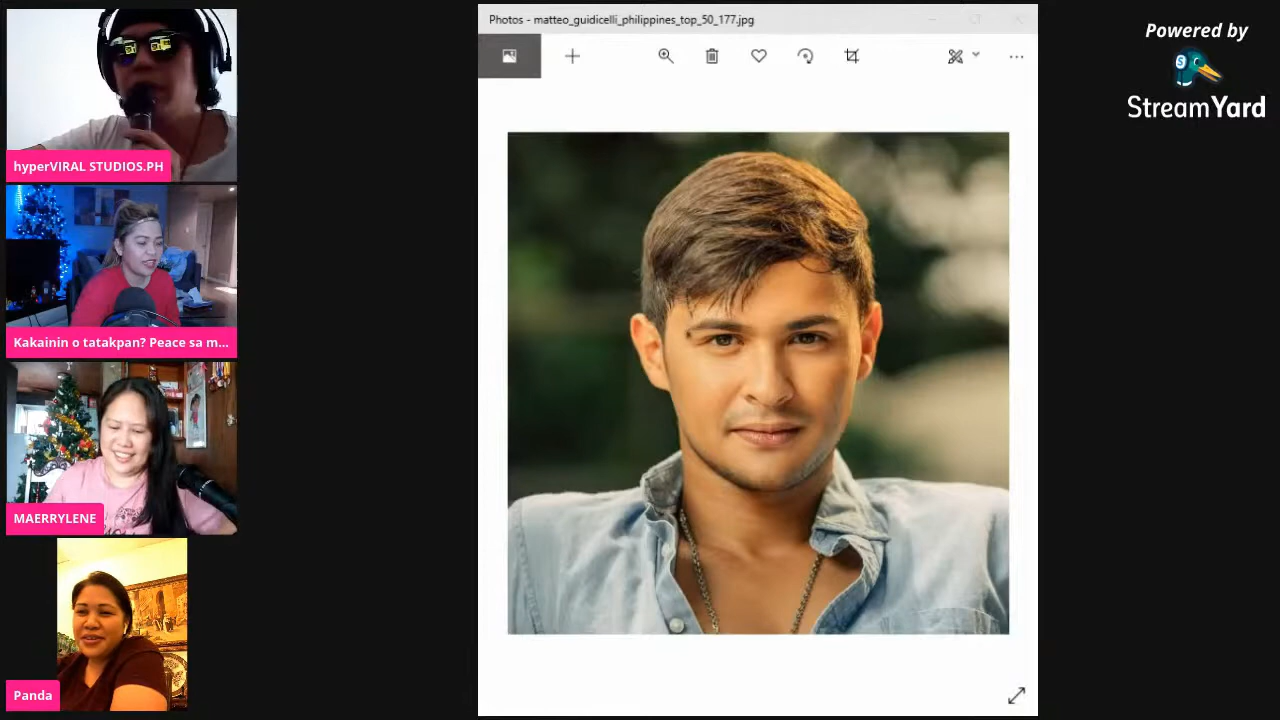 Photos - matteo_guidicelli_philippines_top_50_177.jpg
Powered by
StreamYard
hyperVIRAL STUDIOS.PH
Kakainin o tatakpan? Peace sa m...
MAERRYLENE
Panda